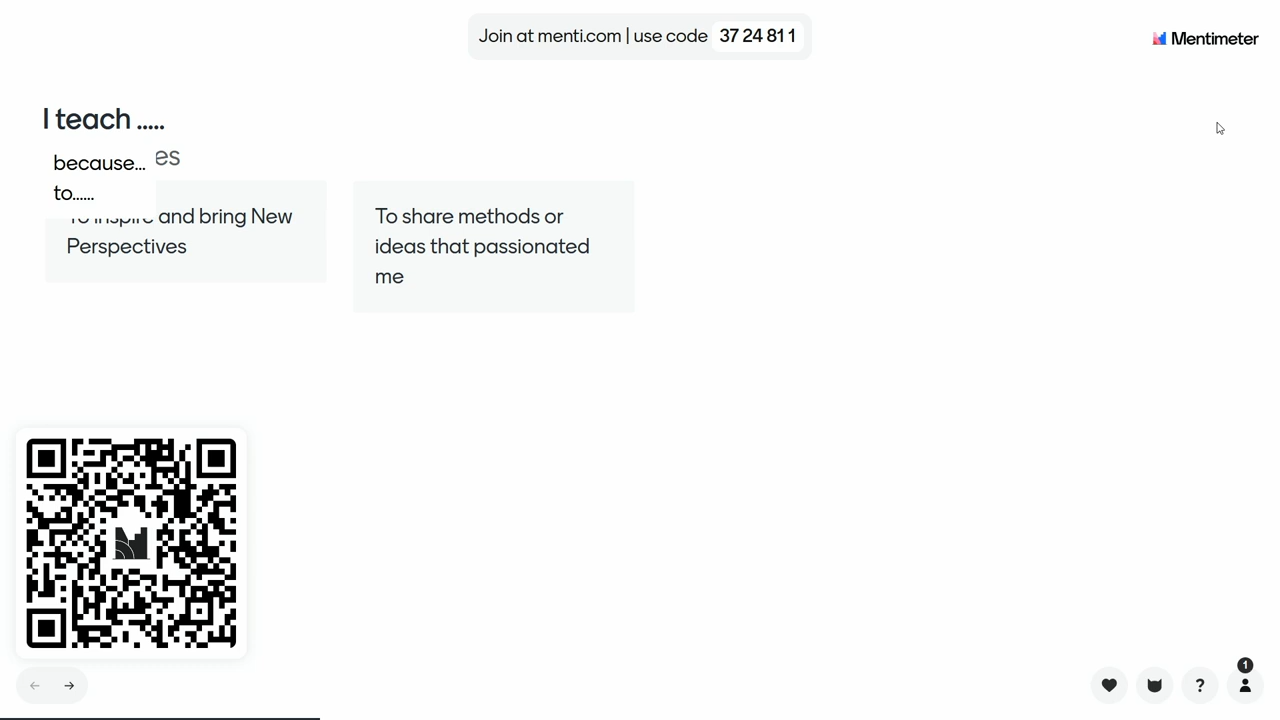 Join at menti.com | use code 37 24 81 1
Mentimeter
I teach .....
because...
to......
and bring New
Perspectives
To share methods or
ideas that passionated
me
?
1